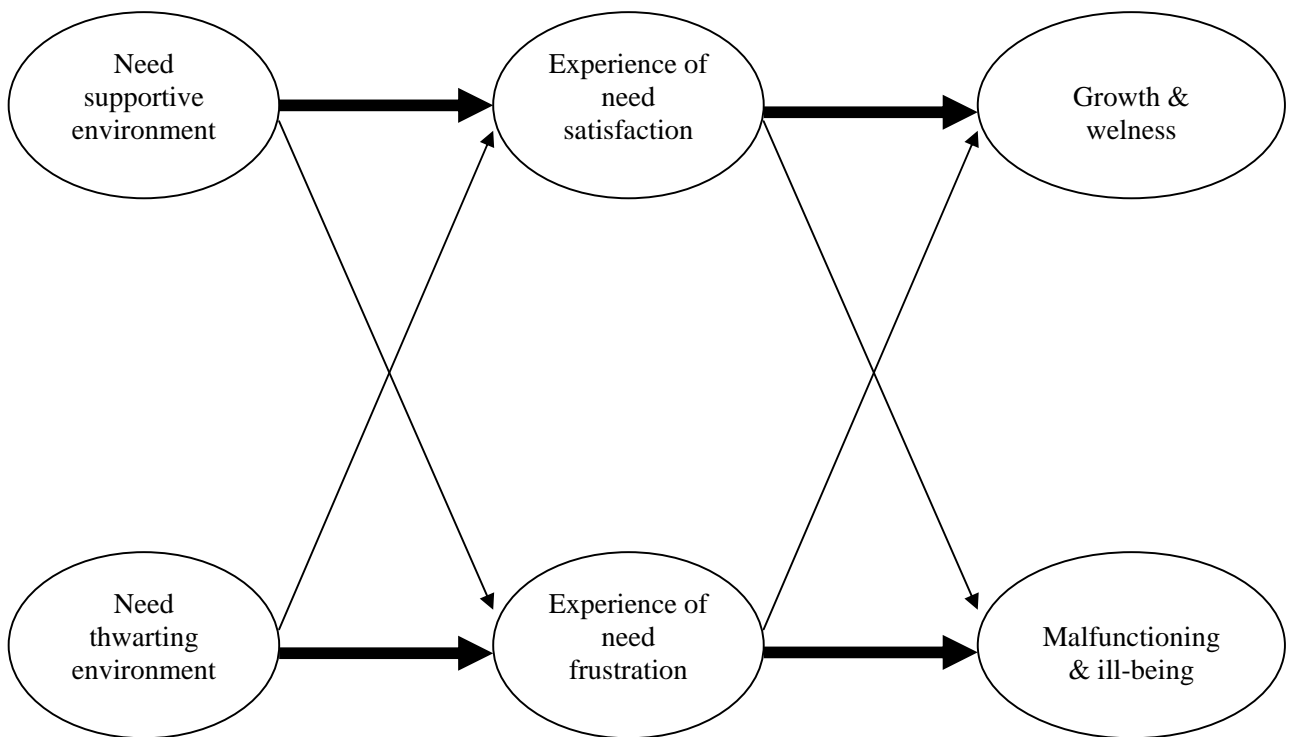 Need
supportive
environment
Experience of
need
satisfaction
Growth &
welness
Need
thwarting
environment
Experience of
need
frustration
Malfunctioning
& ill-being